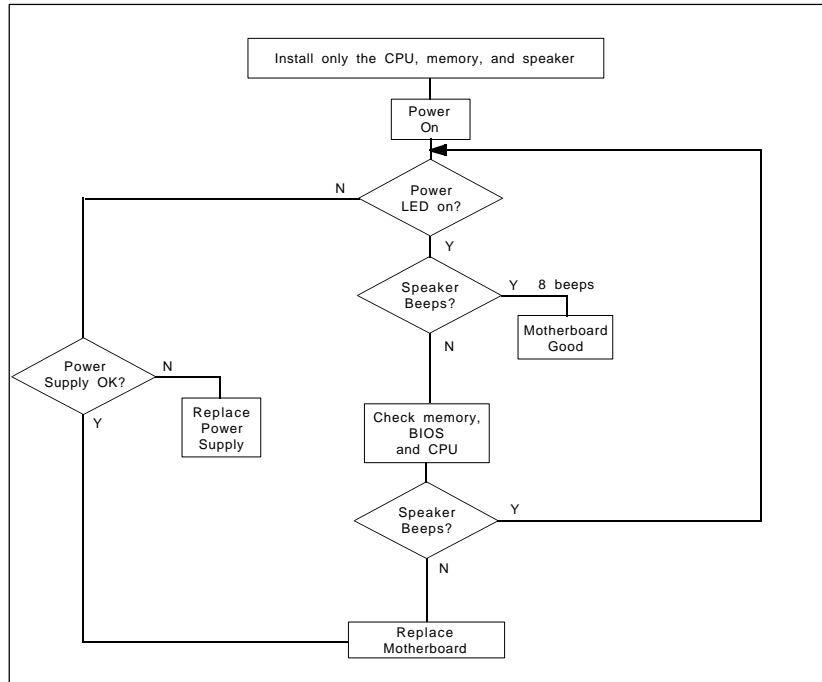 Install only the CPU, memory, and speaker
Power
On
N
Power
LED on?
Y
Speaker
Beeps?
Y 8 beeps
Motherboard
Good
N
Power
Supply OK?
N
Y
Replace
Power
Supply
Check memory,
BIOS
and CPU
Speaker
Beeps?
Y
N
Replace
Motherboard